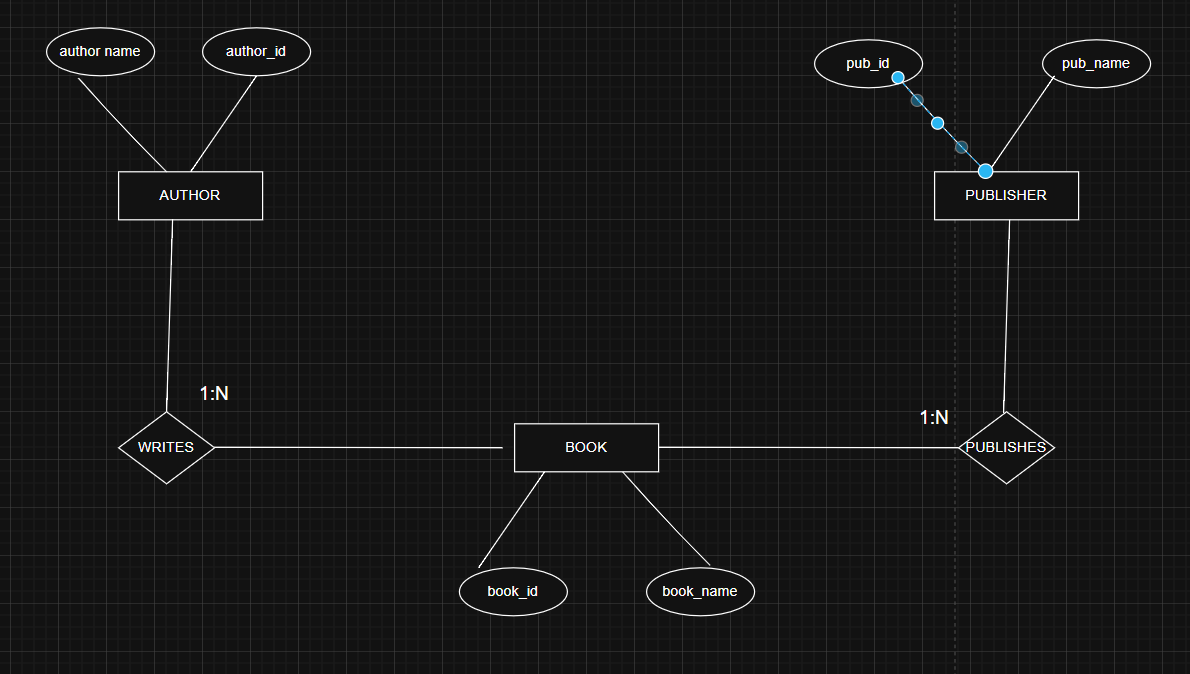 author name
author_id
pub_id
pub_name
AUTHOR
PUBLISHER
1:N
1:N
WRITES
BOOK
PUBLISHES
book_id
book_name